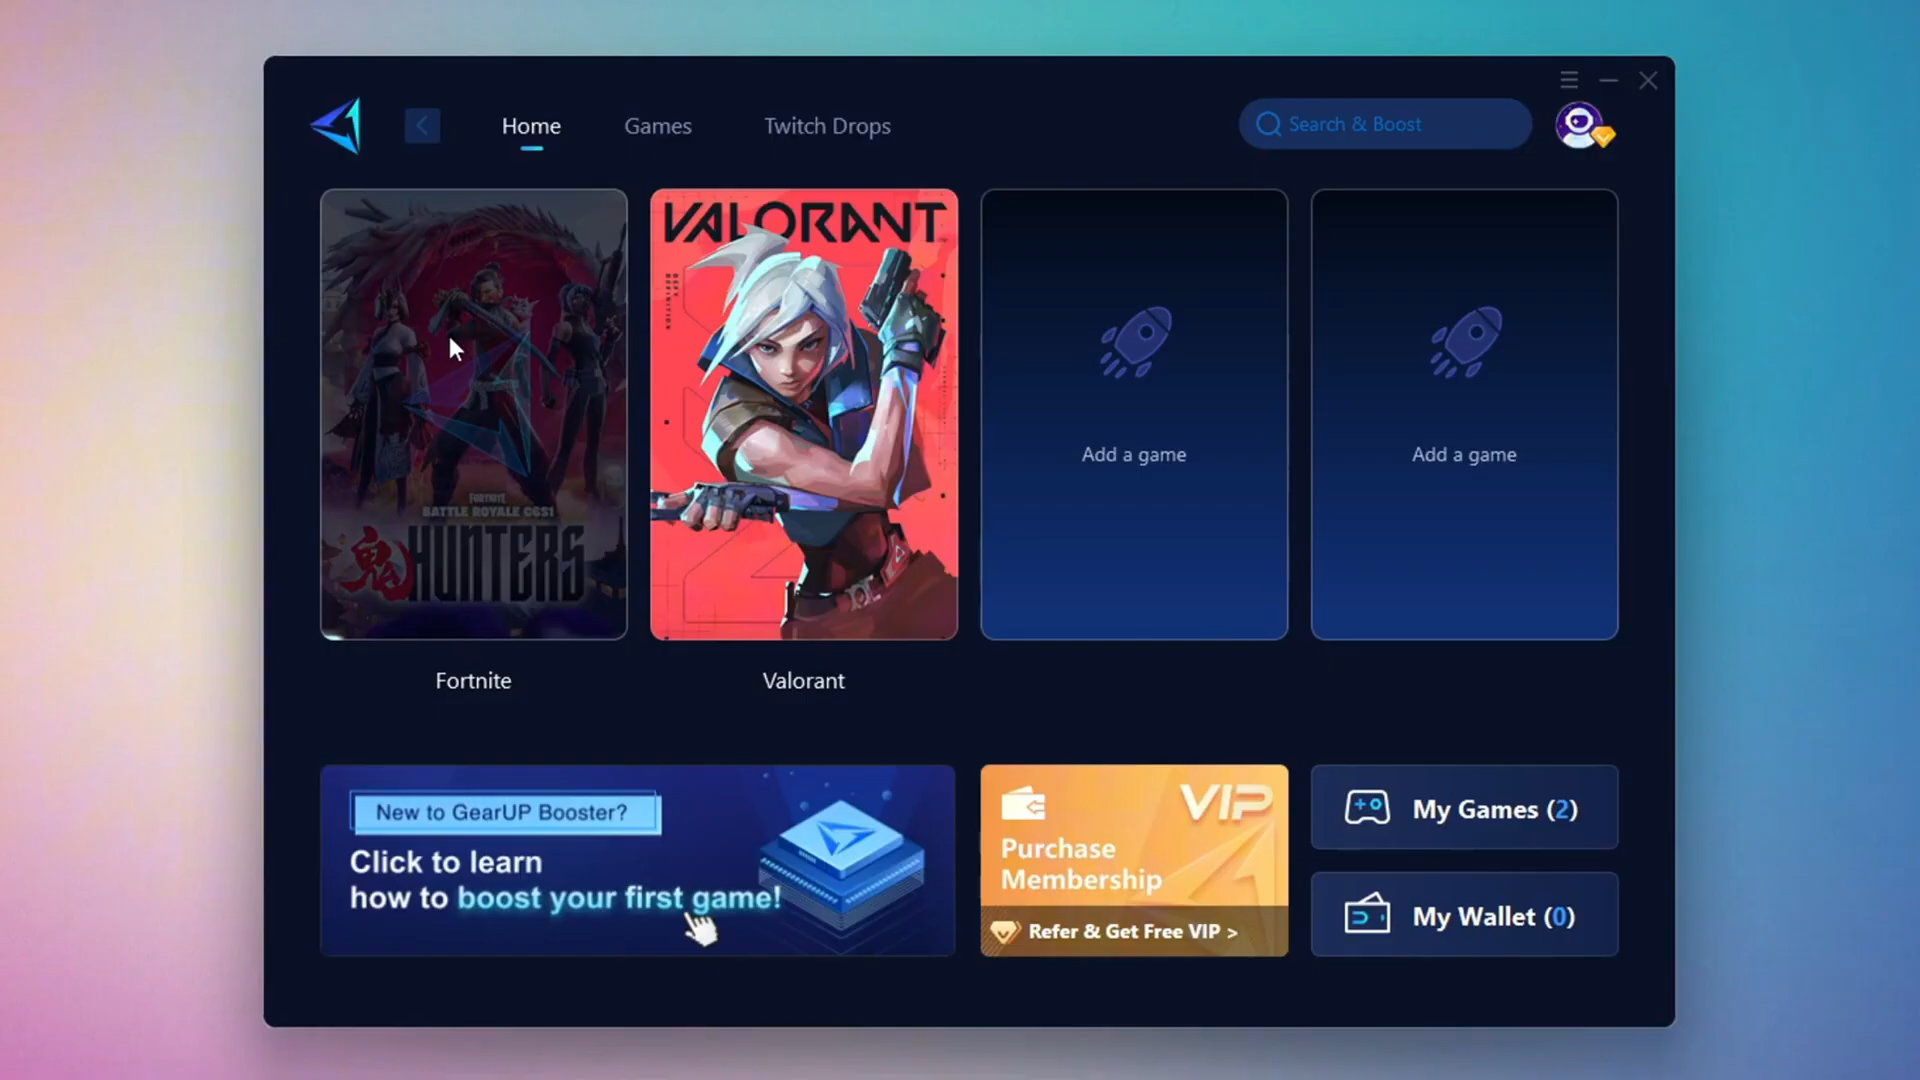 Home
Games
Twitch Drops
Search & Boost
FORTNITE
BATTLE ROYALE C6S1
鬼 HUNTERS
VALORANT
Add a game
Add a game
Fortnite
Valorant
New to GearUP Booster?
Click to learn
how to boost your first game!
VIP
Purchase
Membership
Refer & Get Free VIP >
My Games (2)
My Wallet (0)